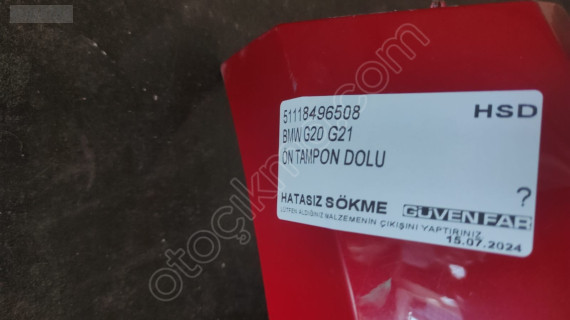 51118496508 HSD
BMW G20 G21
ÖN TAMPON DOLU
?
HATASIZ SÖKME GÜVEN FAR
LÜTFEN ALDIĞINIZ MALZEMENİN ÇIKIŞINI YAPTIRINIZ
15.07.2024
otoçıkma.com